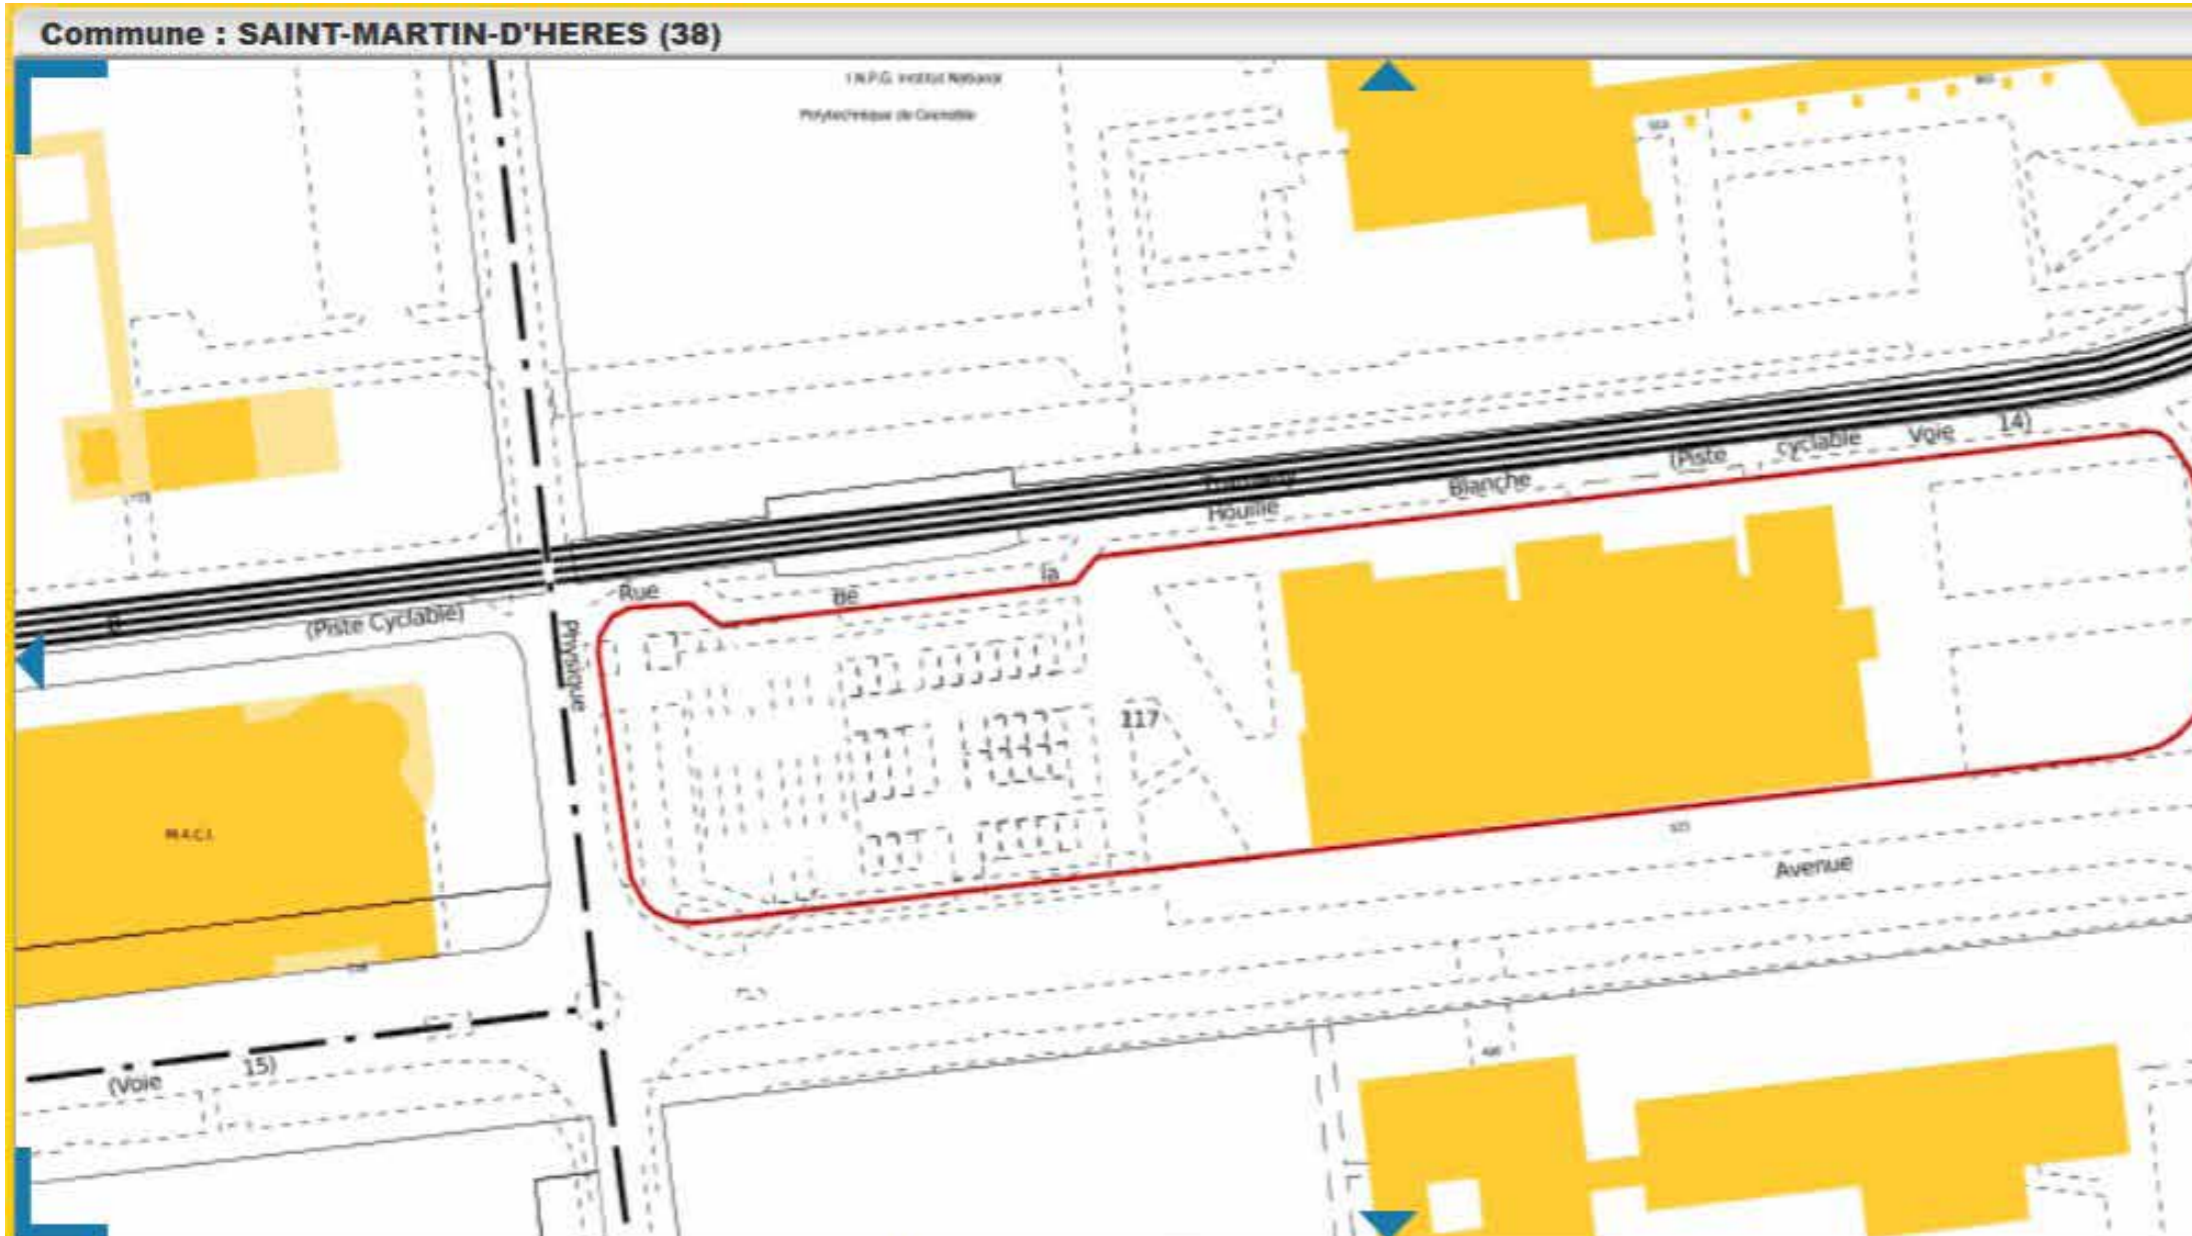 Commune : SAINT-MARTIN-D'HERES (38)
I.N.P.G. Institut National
Polytechnique de Grenoble
Voie 14)
(Piste cyclable
Blanche
Tramway
Houille
la
Rue de
(Piste Cyclable)
Physique
117
M.A.C.I.
Avenue
(Voie 15)